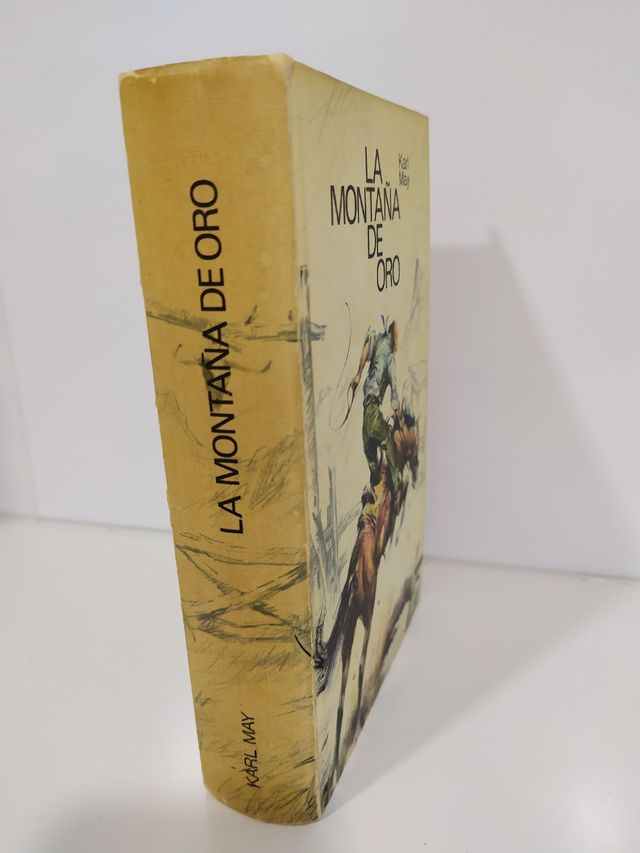 LA MONTAÑA DE ORO
KARL MAY
LA
MONTAÑA
DE
ORO
Karl
May